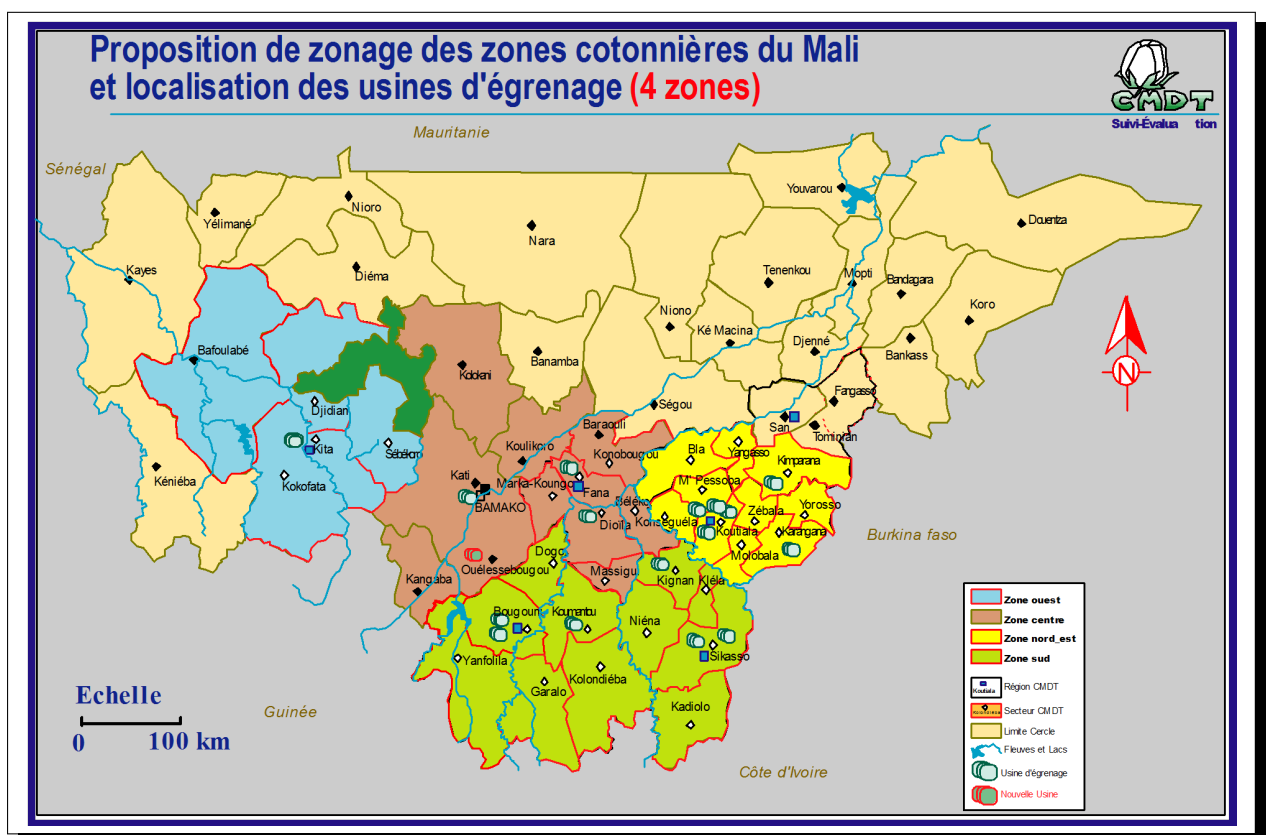 Proposition de zonage des zones cotonnières du Mali
et localisation des usines d'égrenage (4 zones)
CMDT
Suivi-Évalua tion
Mauritanie
Sénégal
Youvarou
Nioro
Yélimané
Douentza
Nara
Kayes
Diéma
Tenenkou
Mopti
Bandagara
Koro
Niono
Ké Macina
Djenné
Bankass
Bafoulabé
Kolokani
Banamba
N
Fangasso
Djidian
Ségou
San
Tominian
Baraouli
Kita
Sébékoro
Koulikoro
Konobougou
Bla
Yangasso
Kimparana
Kéniéba
Kokofata
Kati
Marka-Koungo
Fana
M' Pessoba
BAMAKO
Béléko
Dioïla
Konseguéla
Koutiala
Zébala
Yorosso
Karangana
Burkina faso
Molobala
Dogo
Ouélessebougou
Massigui
Kignan
Kléla
Kangaba
Bougouni
Koumantou
Niéna
Zone ouest
Zone centre
Zone nord_est
Zone sud
Yanfolila
Sikasso
Kolondiéba
Garalo
Koutiala
Région CMDT
Secteur CMDT
Kadiolo
Limite Cercle
Echelle
Guinée
0 100 km
Fleuves et Lacs
Côte d'Ivoire
Usine d'égrenage
Nouvelle Usine